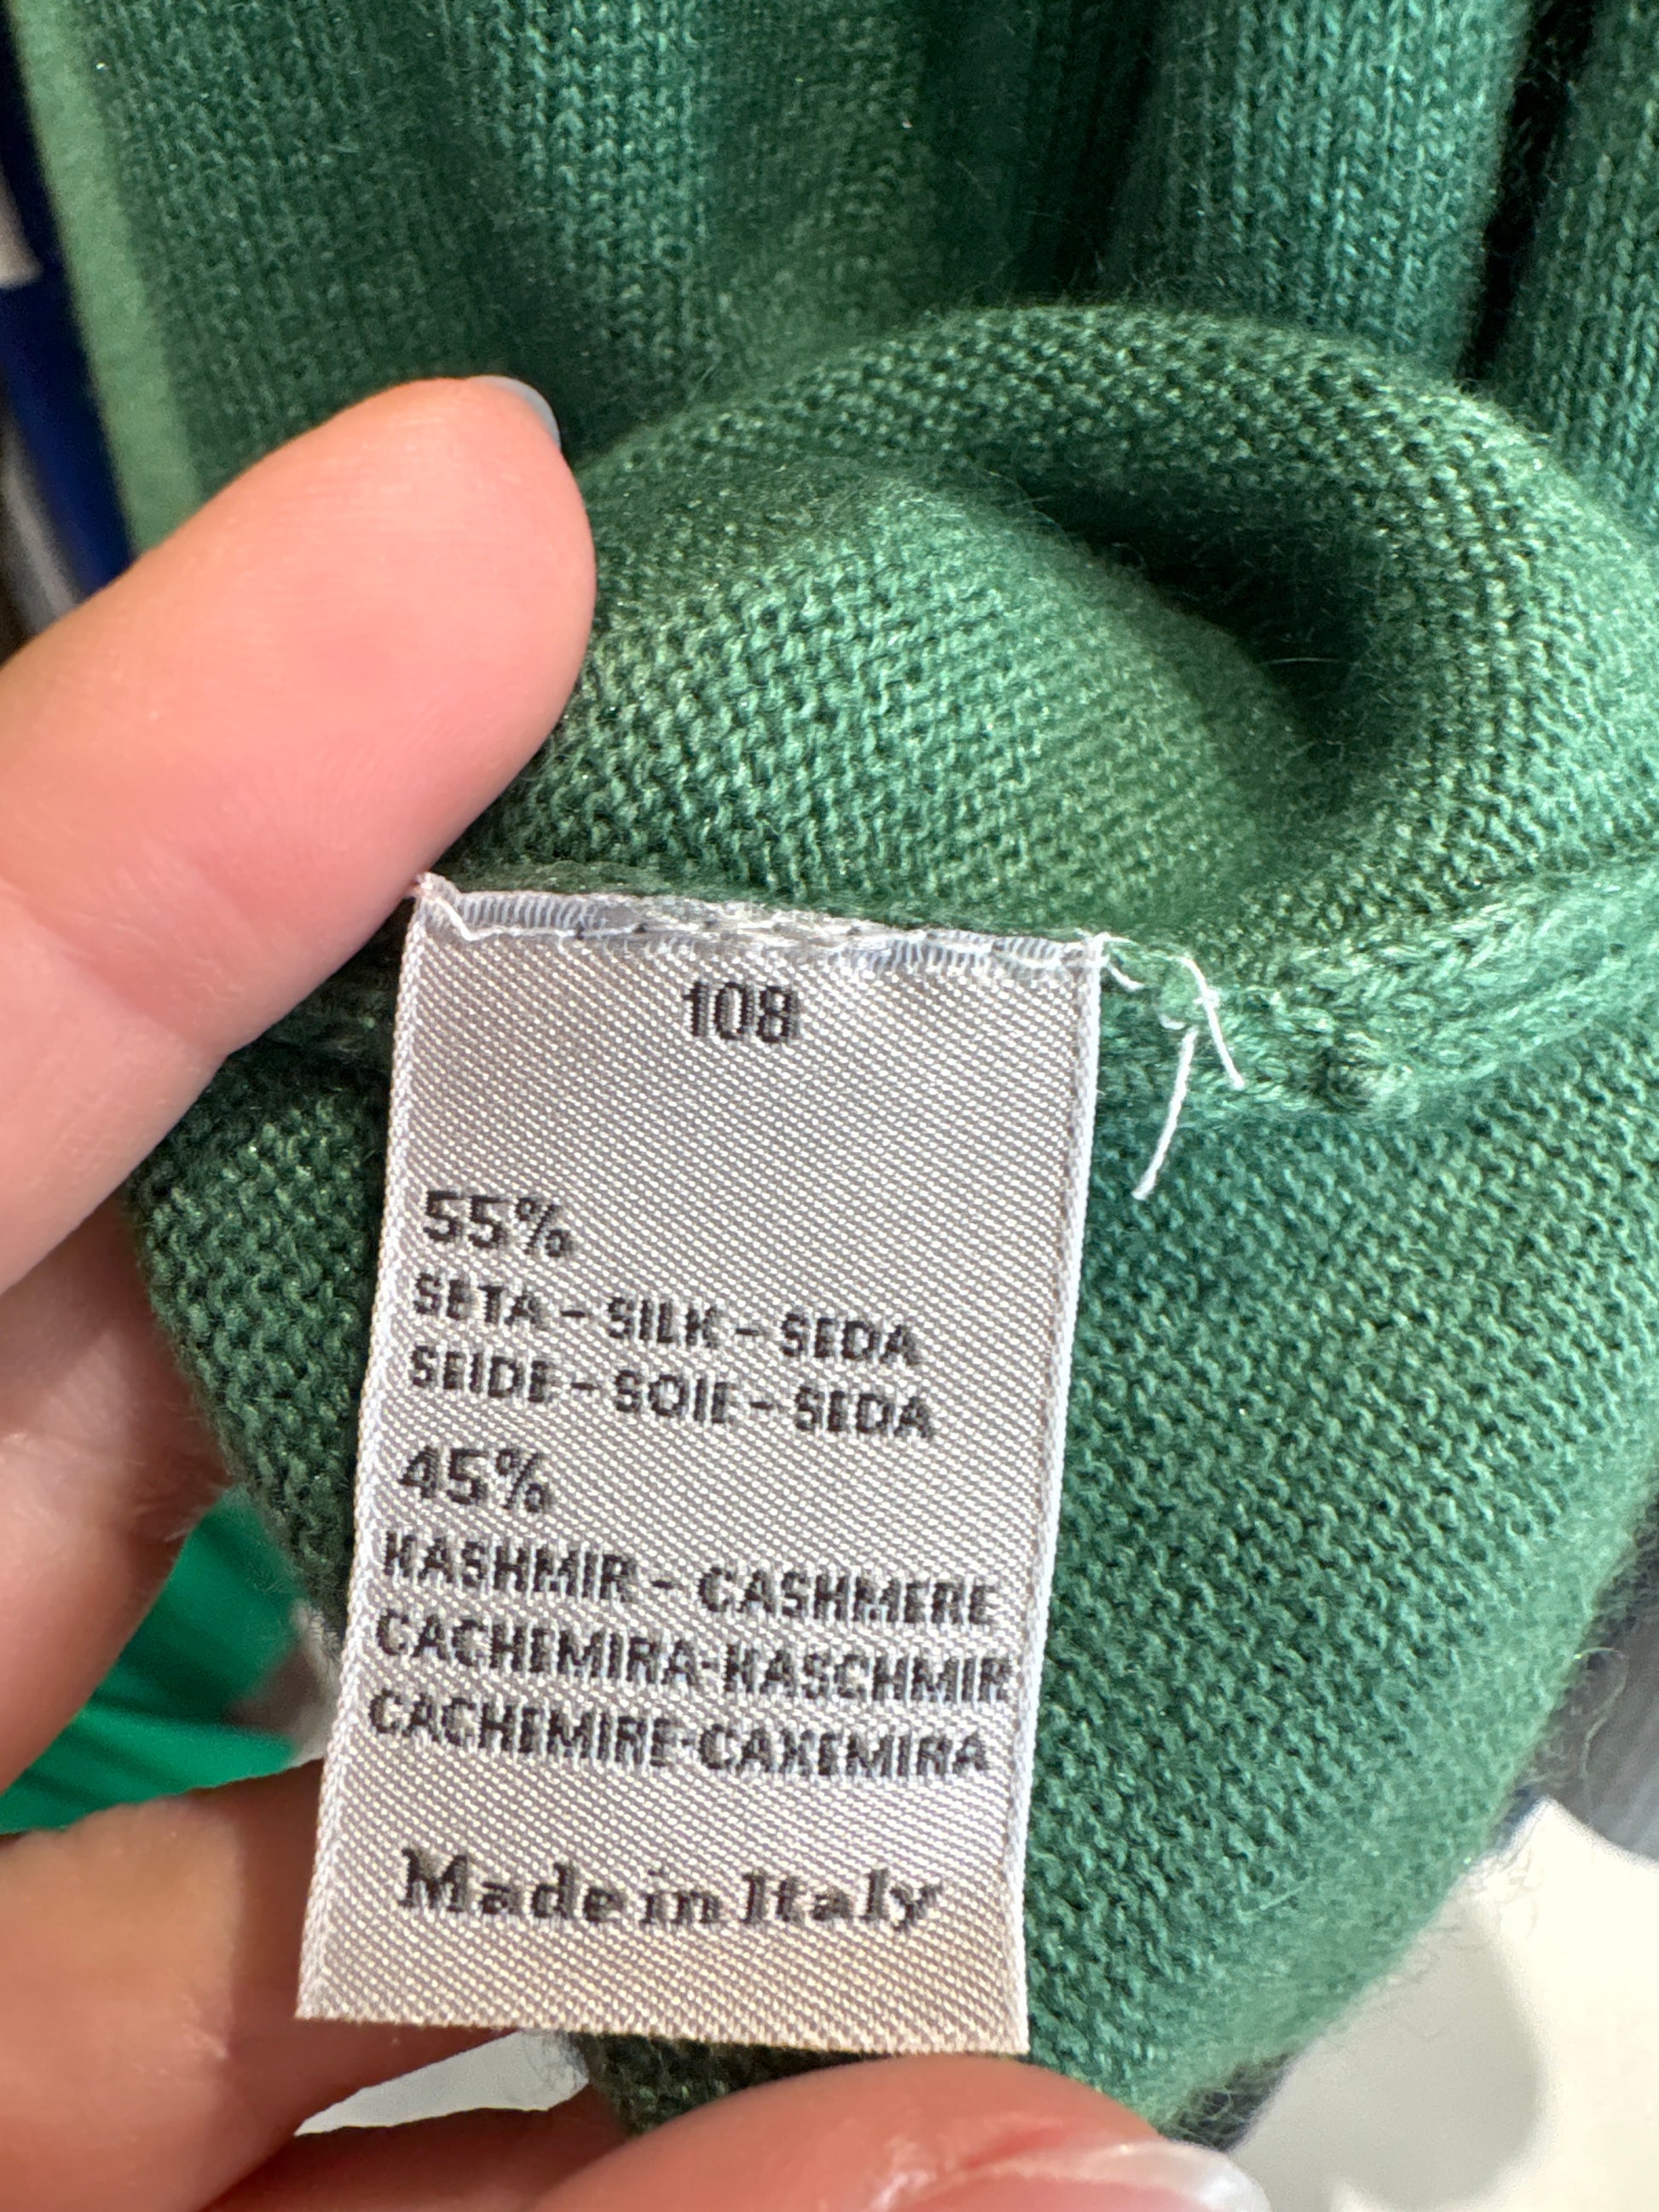 108
55%
SETA - SILK - SEDA
SEIDE - SOIE - SEDA
45%
KASHMIR - CASHMERE
CACHEMIRA-KASCHMIR
CACHEMIRE-CAXEMIRA
Made in Italy